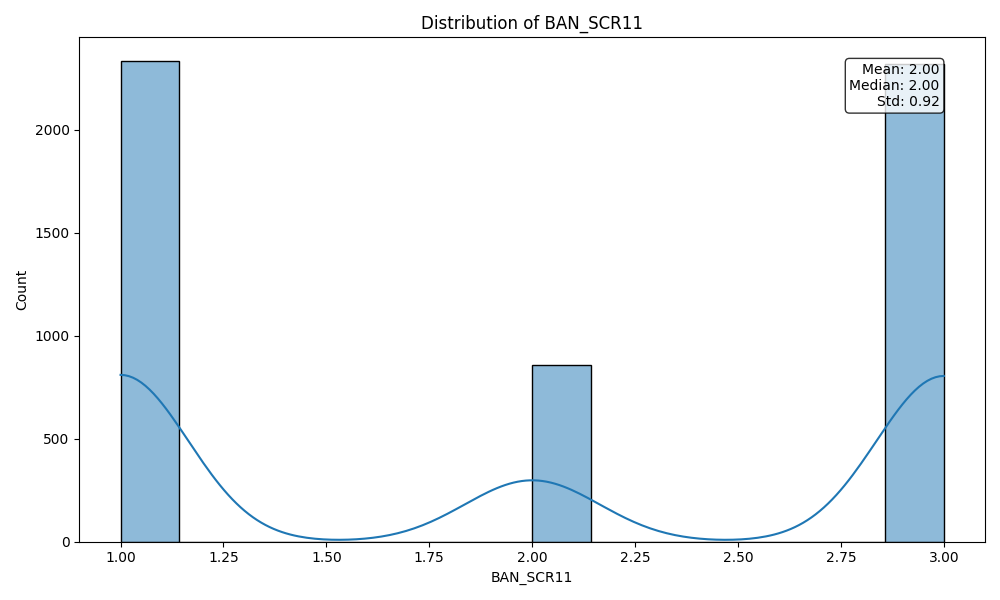 Distribution of BAN_SCR11
Mean: 2.00
Median: 2.00
Std: 0.92
Count
2000
1500
1000
500
0
1.00 1.25 1.50 1.75 2.00 2.25 2.50 2.75 3.00
BAN_SCR11